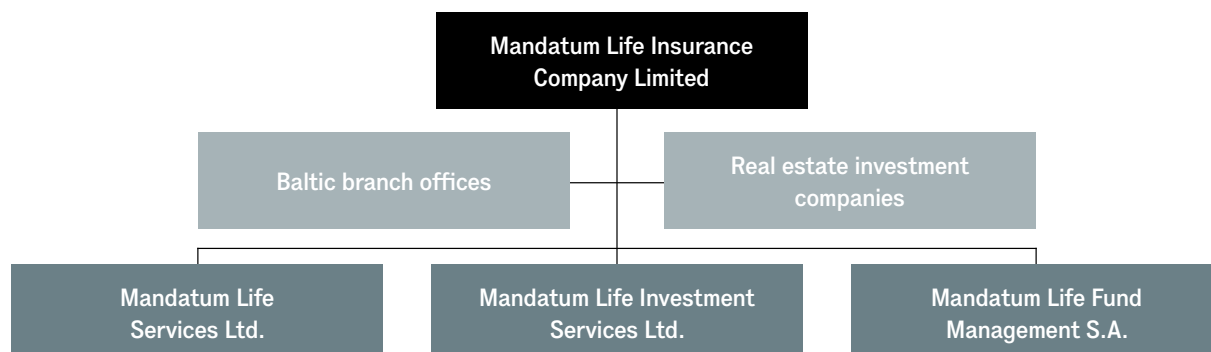 Mandatum Life Insurance
Company Limited
Baltic branch offices
Real estate investment
companies
Mandatum Life
Services Ltd.
Mandatum Life Investment
Services Ltd.
Mandatum Life Fund
Management S.A.